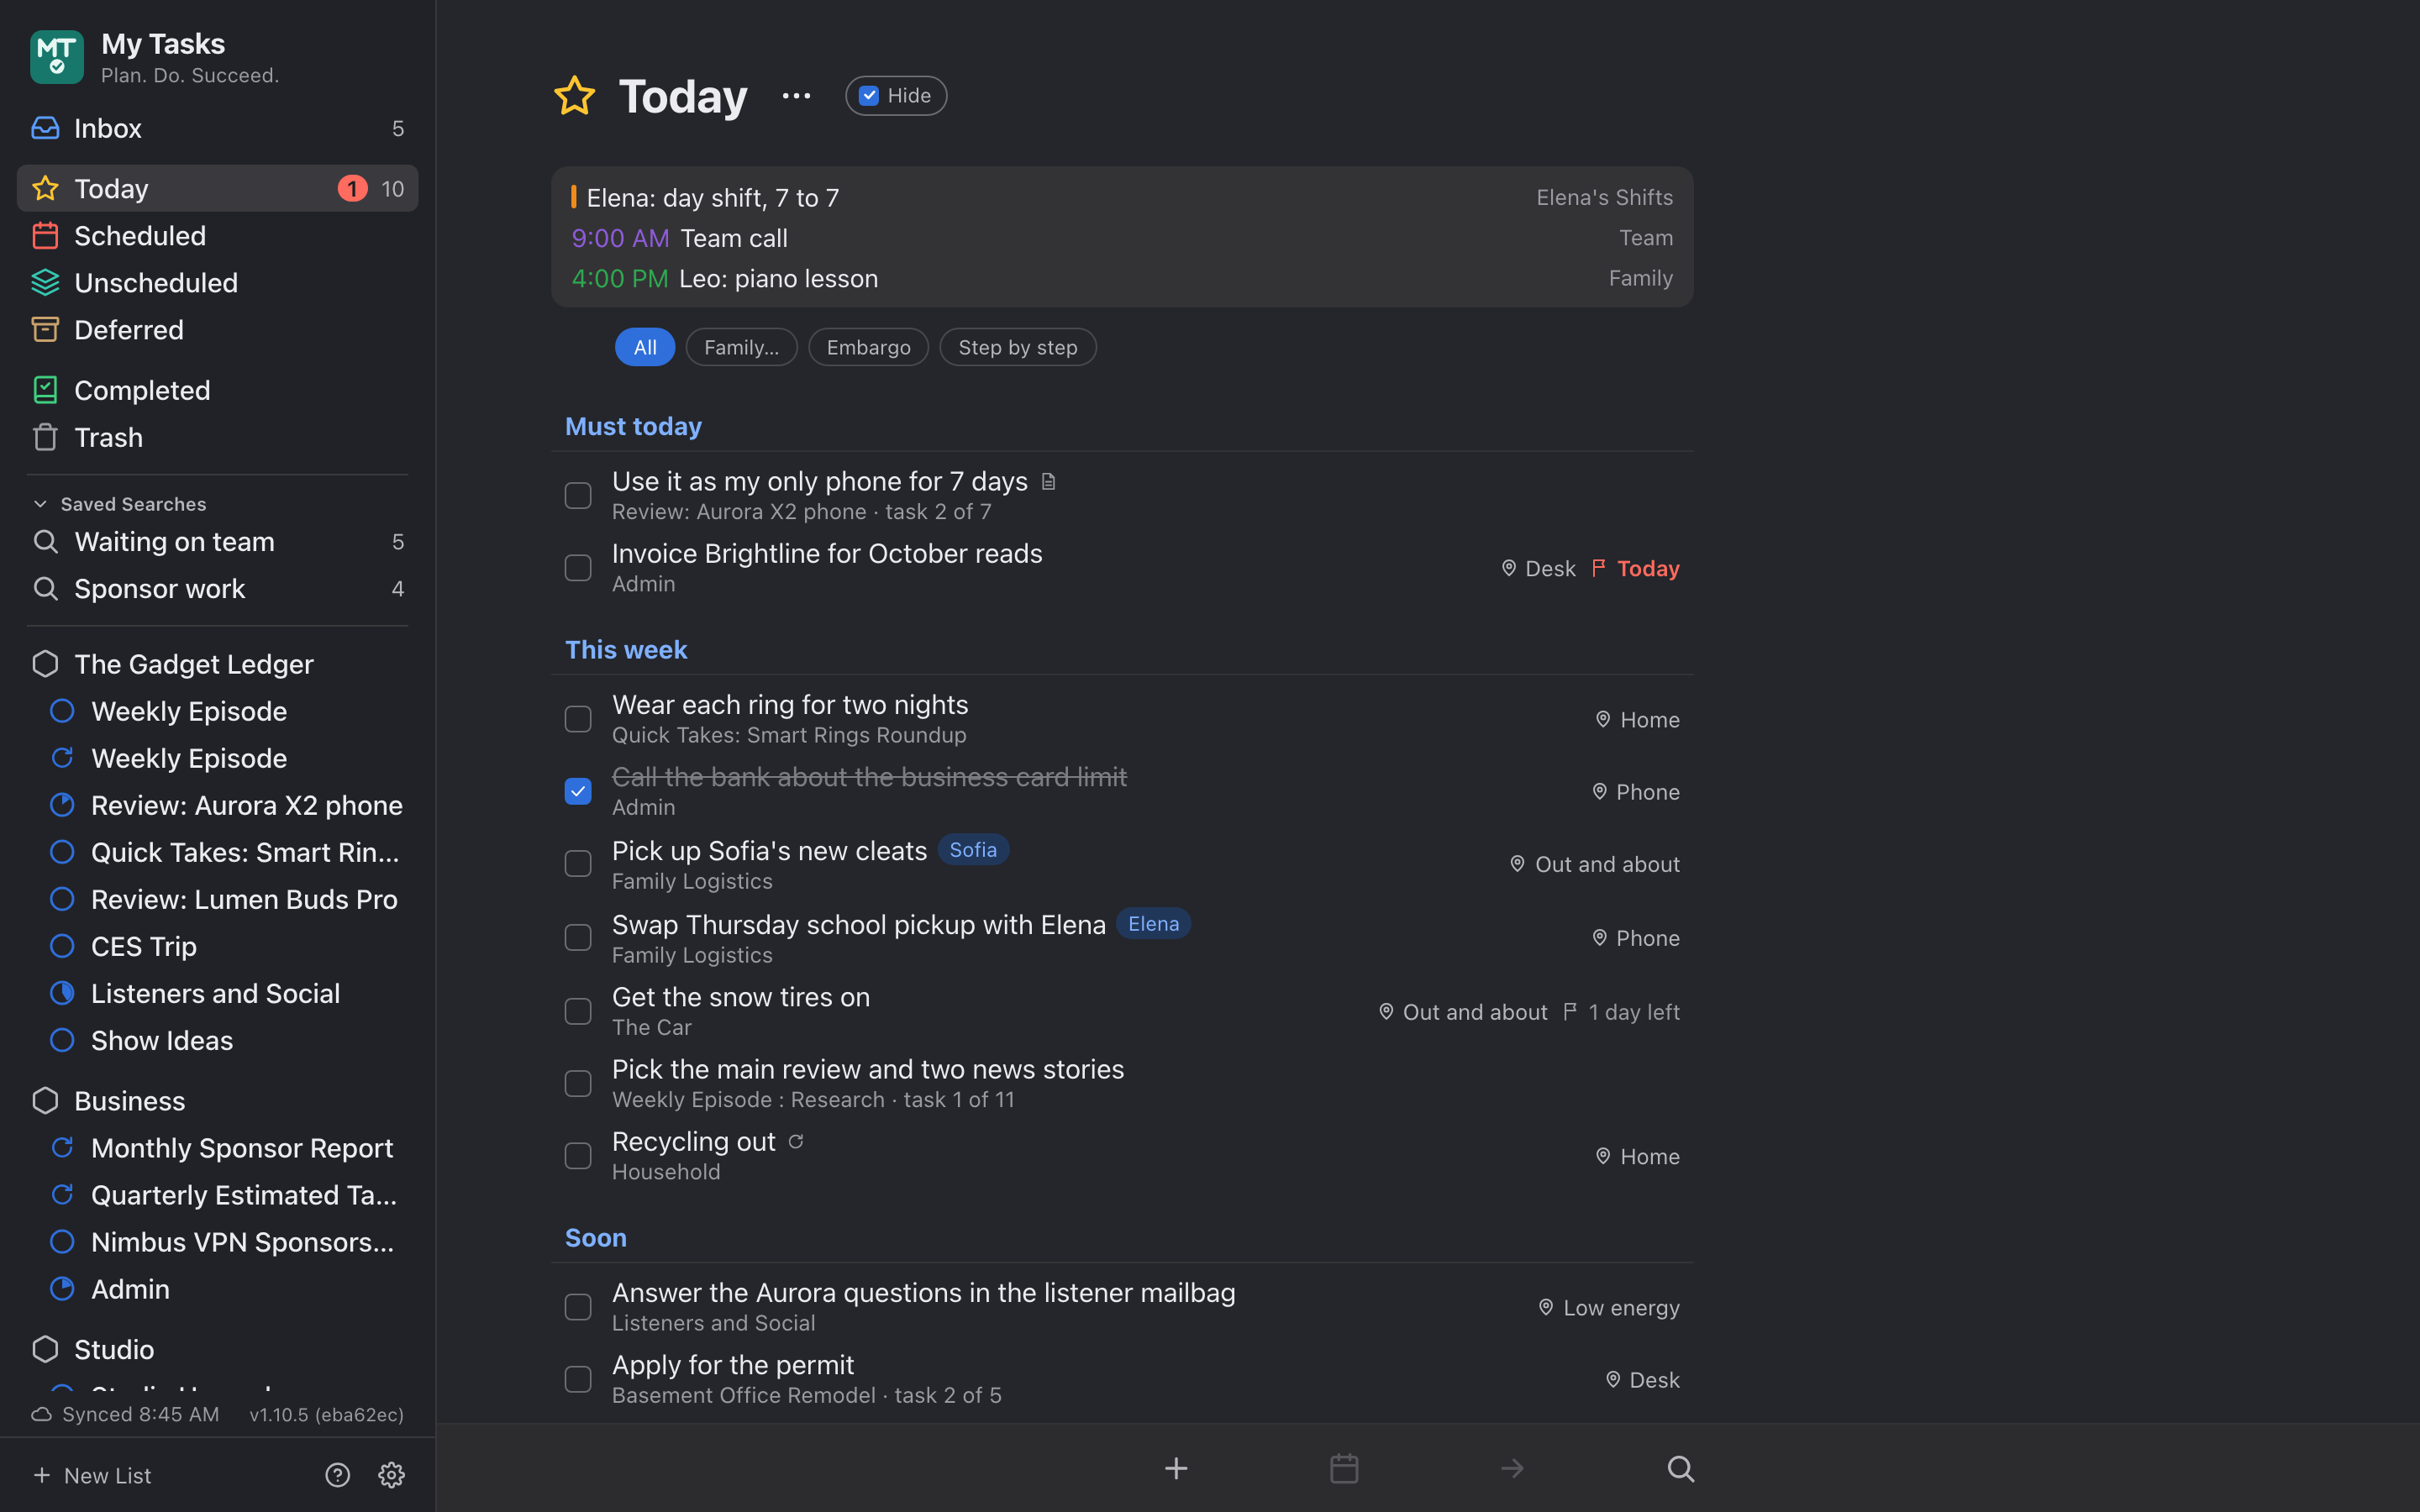 MT
My Tasks
Plan. Do. Succeed.
Inbox 5
Today 1 10
Scheduled
Unscheduled
Deferred
Completed
Trash
Saved Searches
Waiting on team 5
Sponsor work 4
The Gadget Ledger
Weekly Episode
Weekly Episode
Review: Aurora X2 phone
Quick Takes: Smart Rin...
Review: Lumen Buds Pro
CES Trip
Listeners and Social
Show Ideas
Business
Monthly Sponsor Report
Quarterly Estimated Ta...
Nimbus VPN Sponsors...
Admin
Studio
Synced 8:45 AM v1.10.5 (eba62ec)
New List
Today ... Hide
Elena: day shift, 7 to 7 Elena's Shifts
9:00 AM Team call Team
4:00 PM Leo: piano lesson Family
All Family... Embargo Step by step
Must today
Use it as my only phone for 7 days
Review: Aurora X2 phone · task 2 of 7
Invoice Brightline for October reads
Admin
Desk Today
This week
Wear each ring for two nights
Quick Takes: Smart Rings Roundup
Home
Call the bank about the business card limit
Admin
Phone
Pick up Sofia's new cleats Sofia
Family Logistics
Out and about
Swap Thursday school pickup with Elena Elena
Family Logistics
Phone
Get the snow tires on
The Car
Out and about 1 day left
Pick the main review and two news stories
Weekly Episode : Research · task 1 of 11
Recycling out
Household
Home
Soon
Answer the Aurora questions in the listener mailbag
Listeners and Social
Low energy
Apply for the permit
Basement Office Remodel · task 2 of 5
Desk